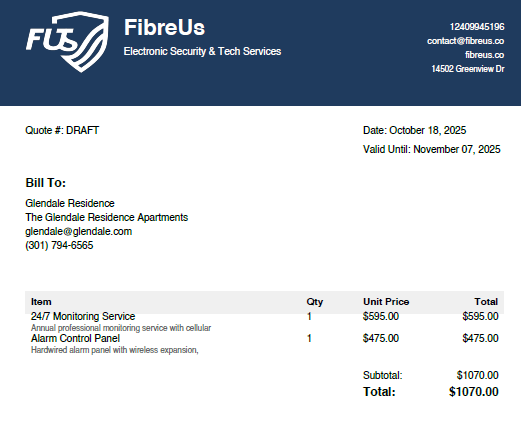 FUS
FibreUs
Electronic Security & Tech Services
12409945196
contact@fibreus.co
fibreus.co
14502 Greenview Dr
Quote #: DRAFT
Date: October 18, 2025
Valid Until: November 07, 2025
Bill To:
Glendale Residence
The Glendale Residence Apartments
glendale@glendale.com
(301) 794-6565
Item Qty Unit Price Total
24/7 Monitoring Service 1 $595.00 $595.00
Annual professional monitoring service with cellular
Alarm Control Panel 1 $475.00 $475.00
Hardwired alarm panel with wireless expansion,
Subtotal: $1070.00
Total: $1070.00